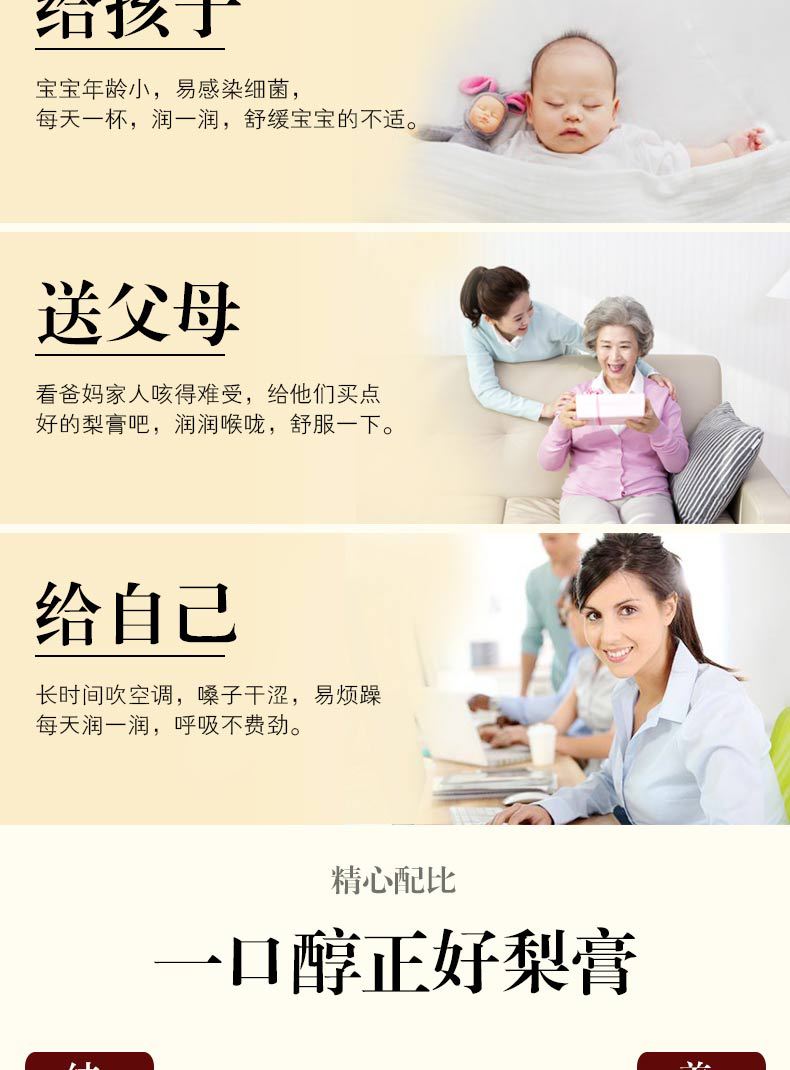 给孩子
宝宝年龄小，易感染细菌，
每天一杯，润一润，舒缓宝宝的不适。
送父母
看爸妈家人咳得难受，给他们买点
好的梨膏吧，润润喉咙，舒服一下。
给自己
长时间吹空调，嗓子干涩，易烦躁
每天润一润，呼吸不费劲。
精心配比
一口醇正好梨膏